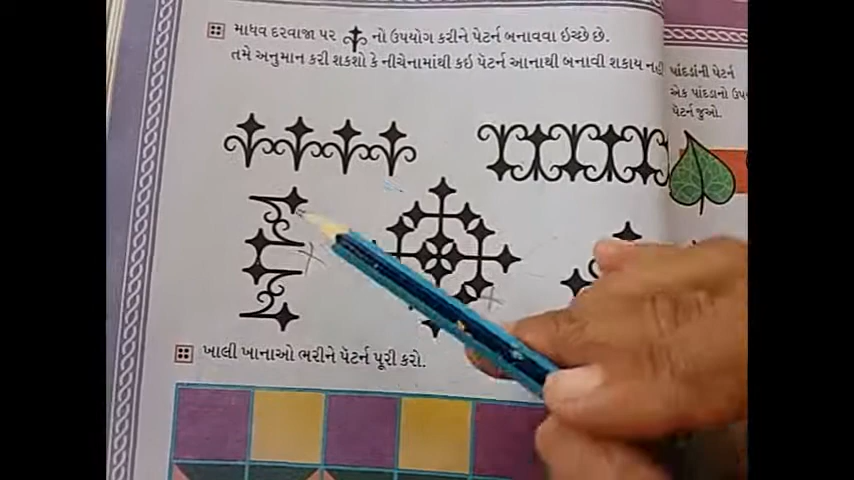 માધવ દરવાજા પર નો ઉપયોગ કરીને પેટર્ન બનાવવા ઇચ્છે છે.
તમે અનુમાન કરી શકશો કે નીચેનામાંથી કઇ પેટર્ન આનાથી બનાવી શકાય નહી
ખાલી ખાનાઓ ભરીને પૅટર્ન પૂરી કરો.
પાંદડાંની પેટર્ન
એક પાંદડાનો
પૅટર્ન જુઓ.